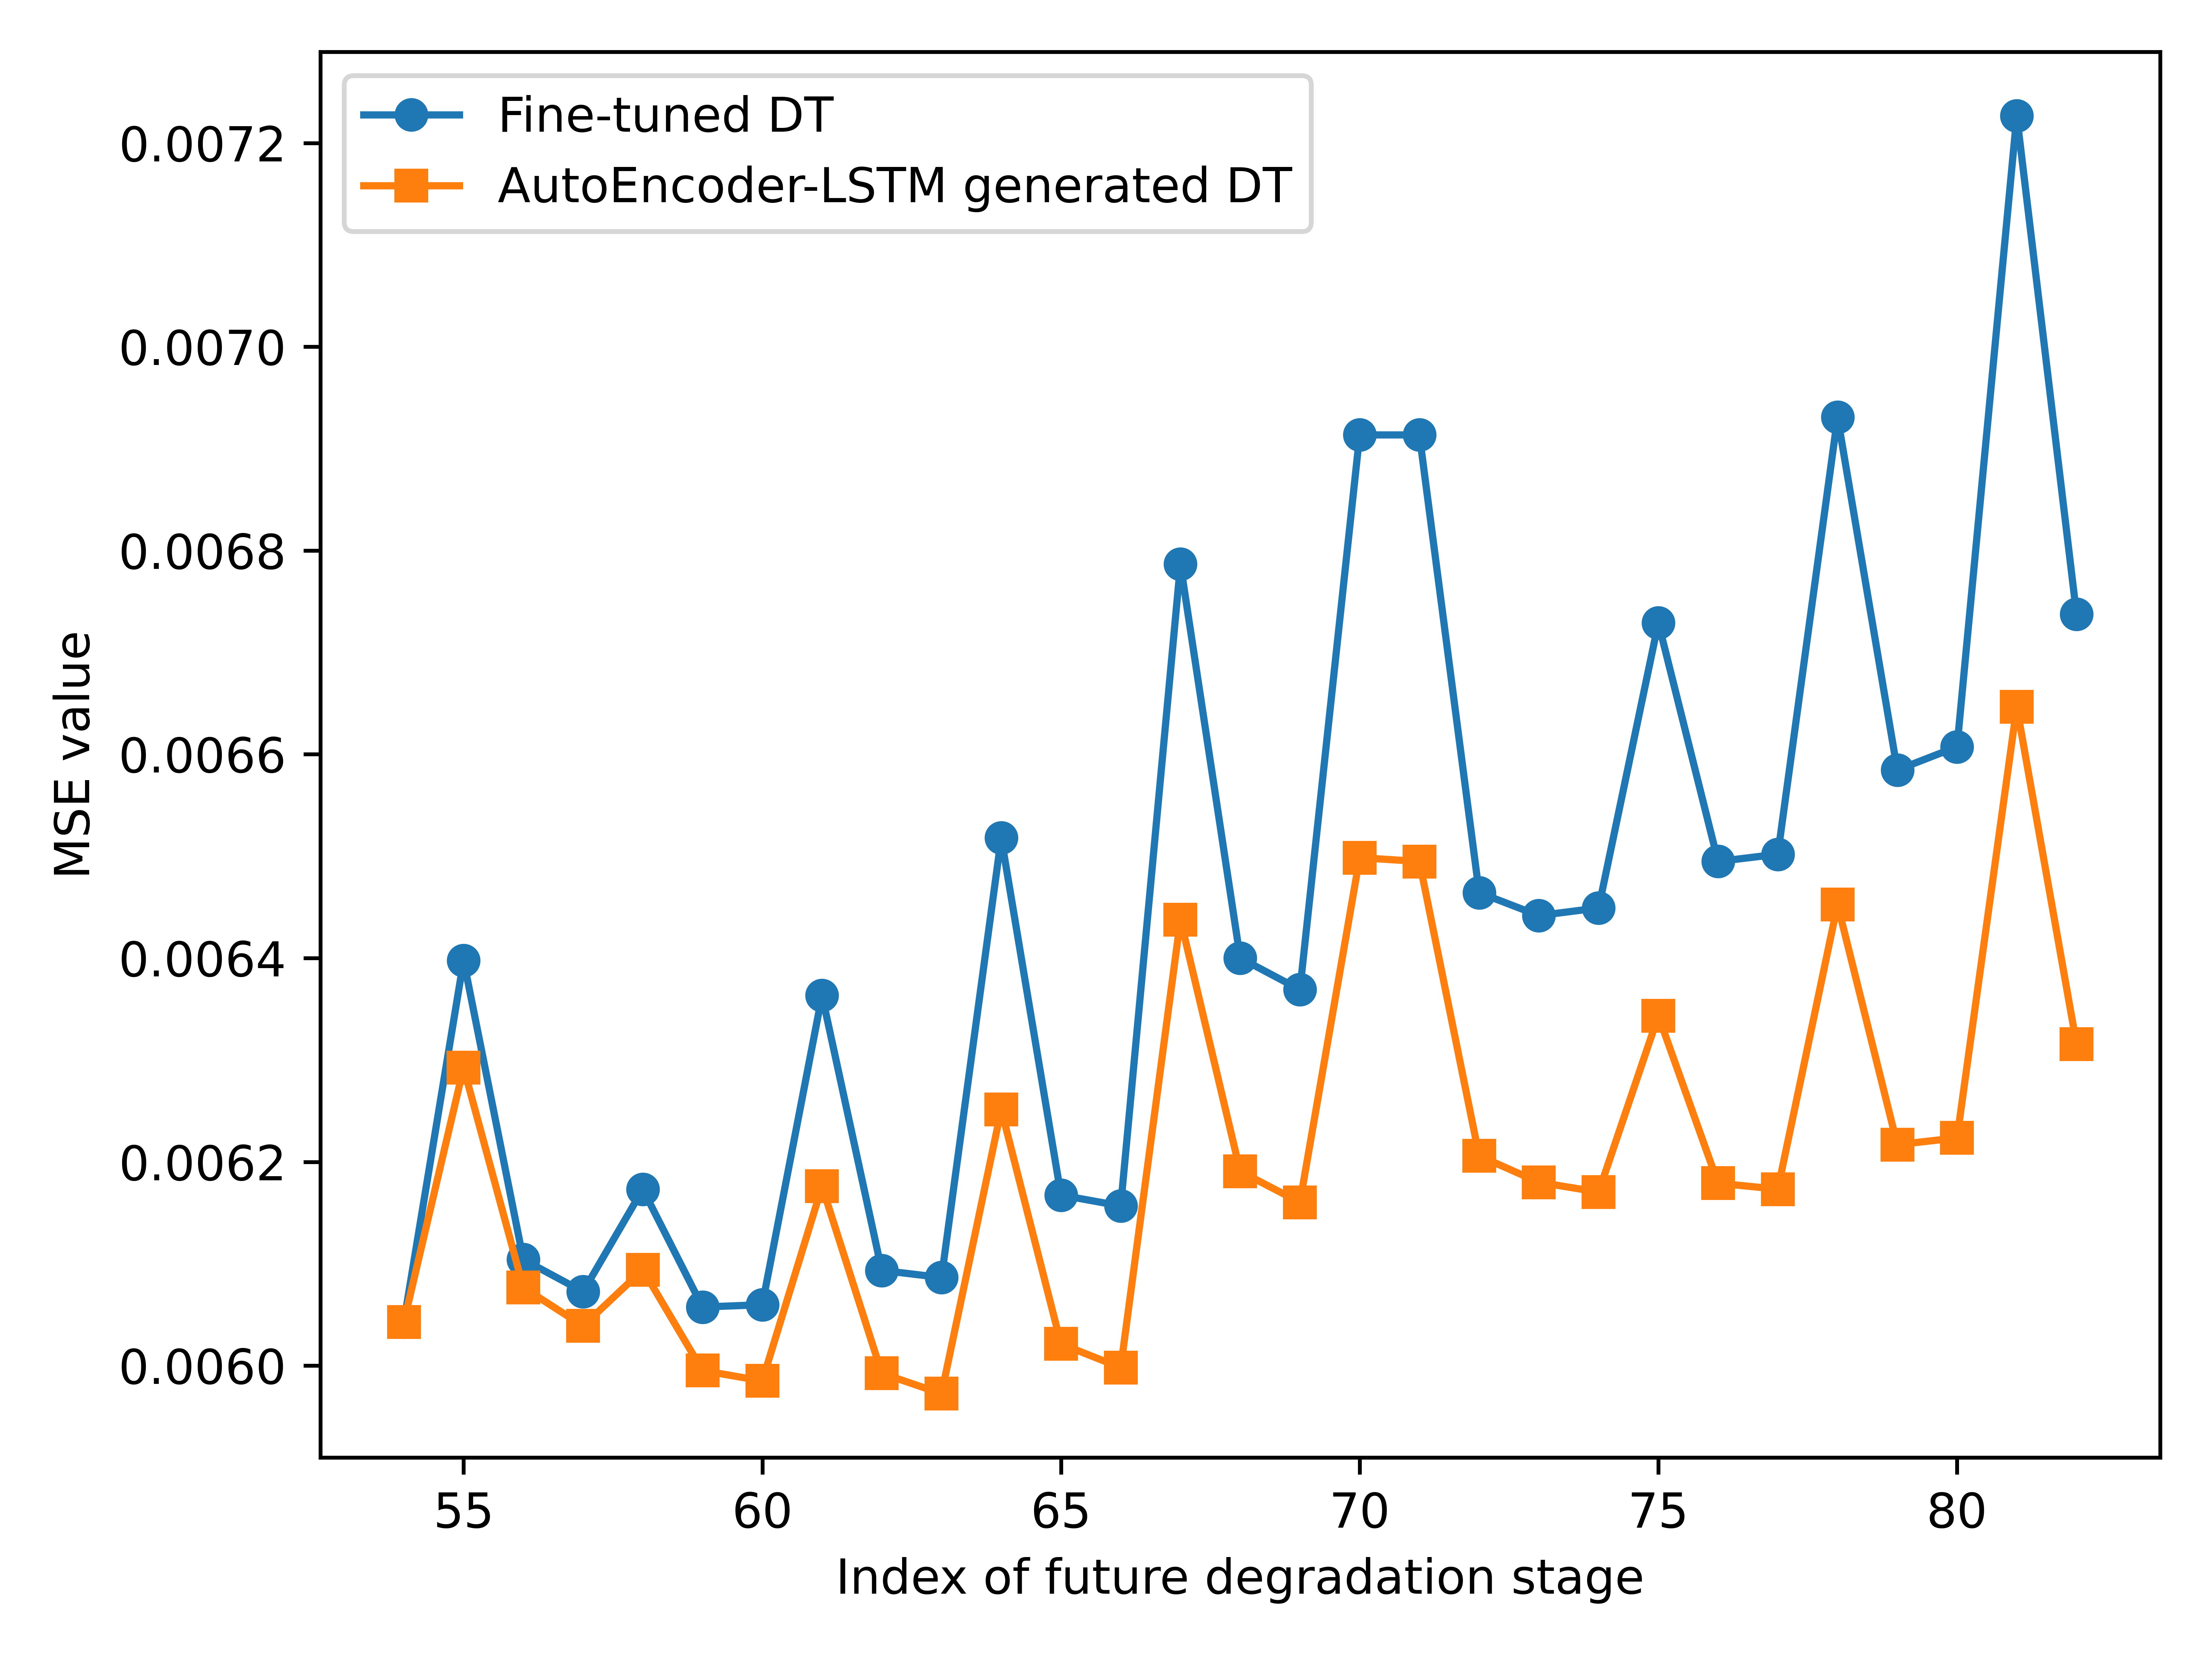 Fine-tuned DT
AutoEncoder-LSTM generated DT
0.0072
0.0070
0.0068
0.0066
0.0064
0.0062
0.0060
MSE value
55 60 65 70 75 80
Index of future degradation stage